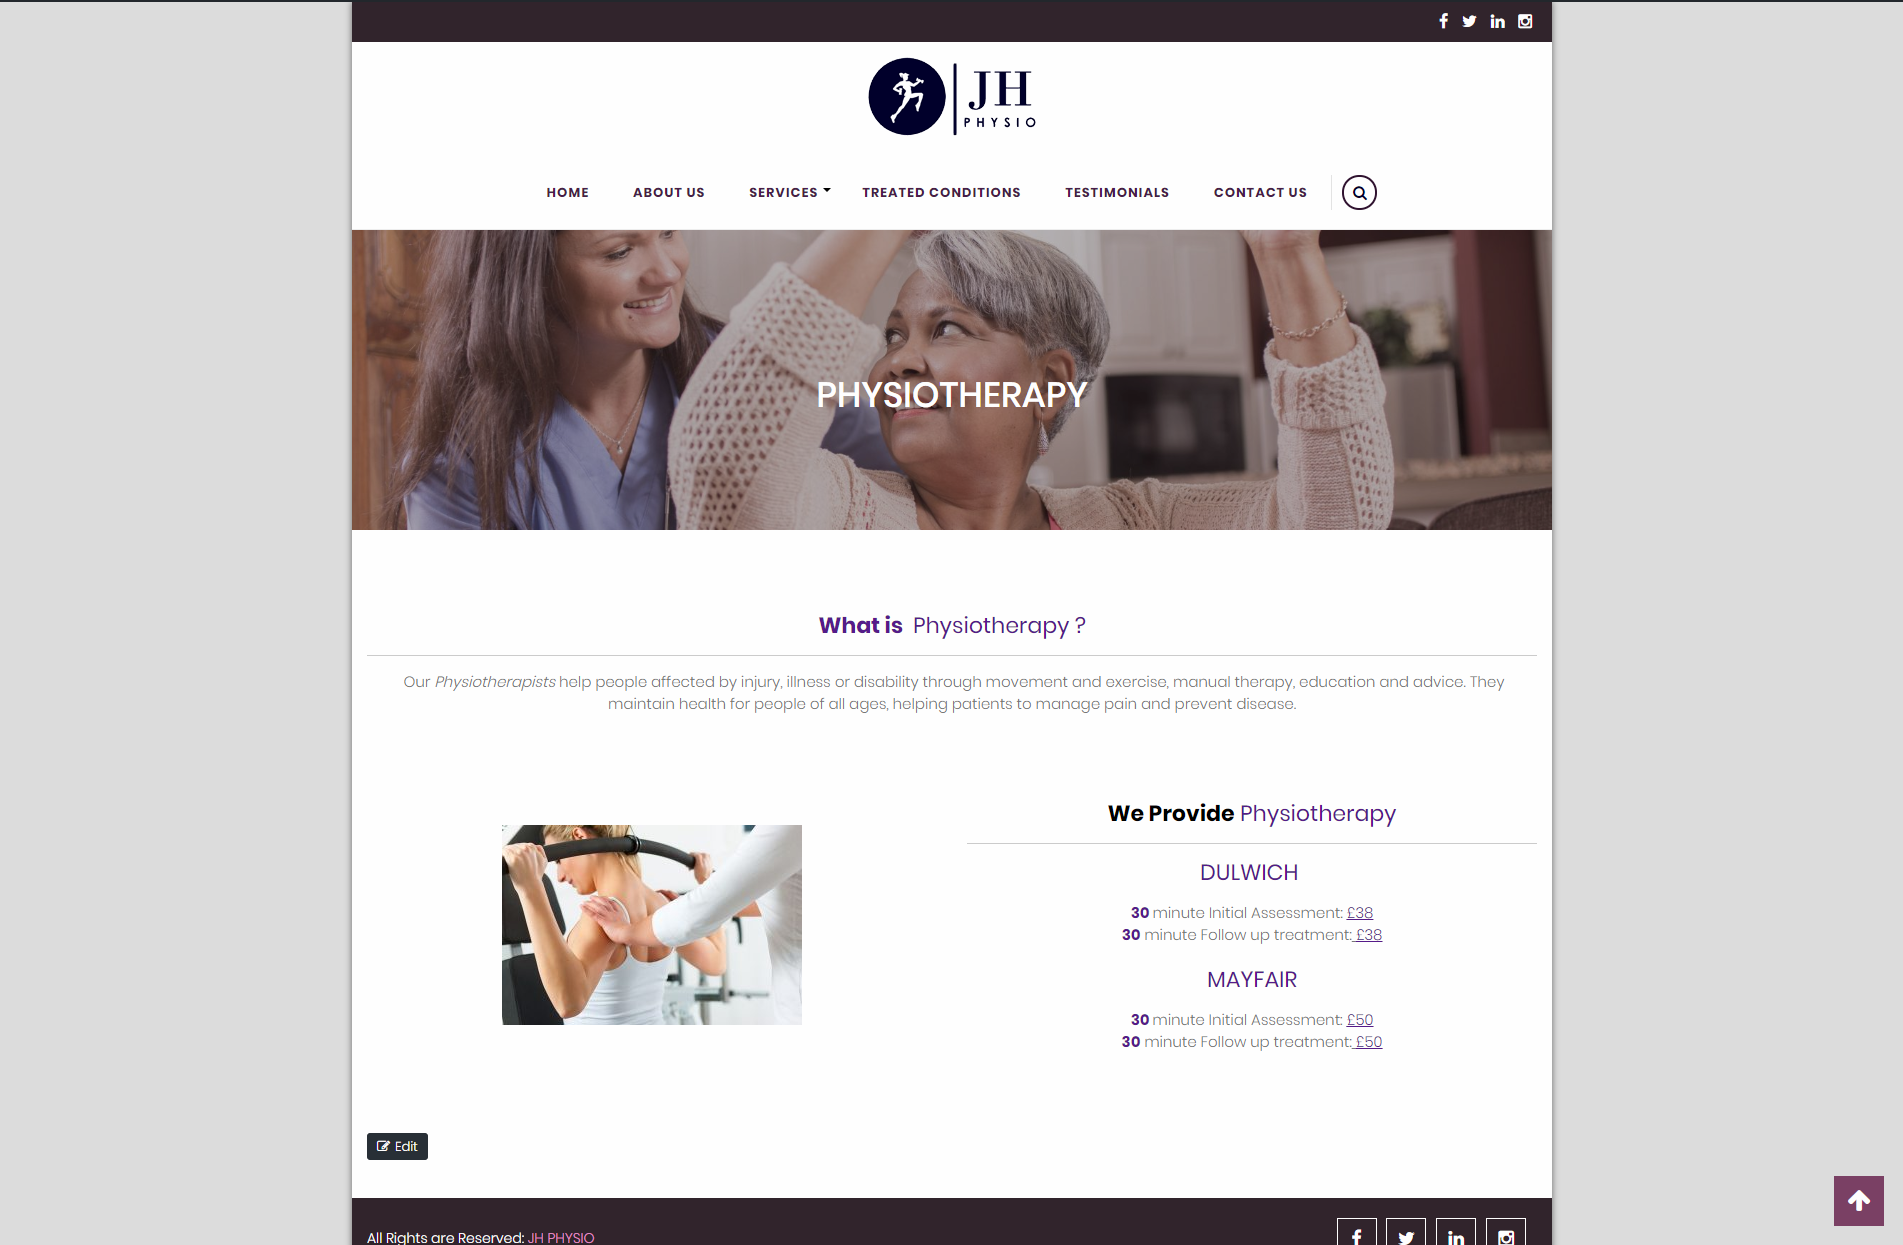 JH
PHYSIO
HOME ABOUT US SERVICES TREATED CONDITIONS TESTIMONIALS CONTACT US
PHYSIOTHERAPY
What is Physiotherapy ?
Our Physiotherapists help people affected by injury, illness or disability through movement and exercise, manual therapy, education and advice. They
maintain health for people of all ages, helping patients to manage pain and prevent disease.
We Provide Physiotherapy
DULWICH
30 minute Initial Assessment: £38
30 minute Follow up treatment: £38
MAYFAIR
30 minute Initial Assessment: £50
30 minute Follow up treatment: £50
Edit
All Rights are Reserved: JH PHYSIO